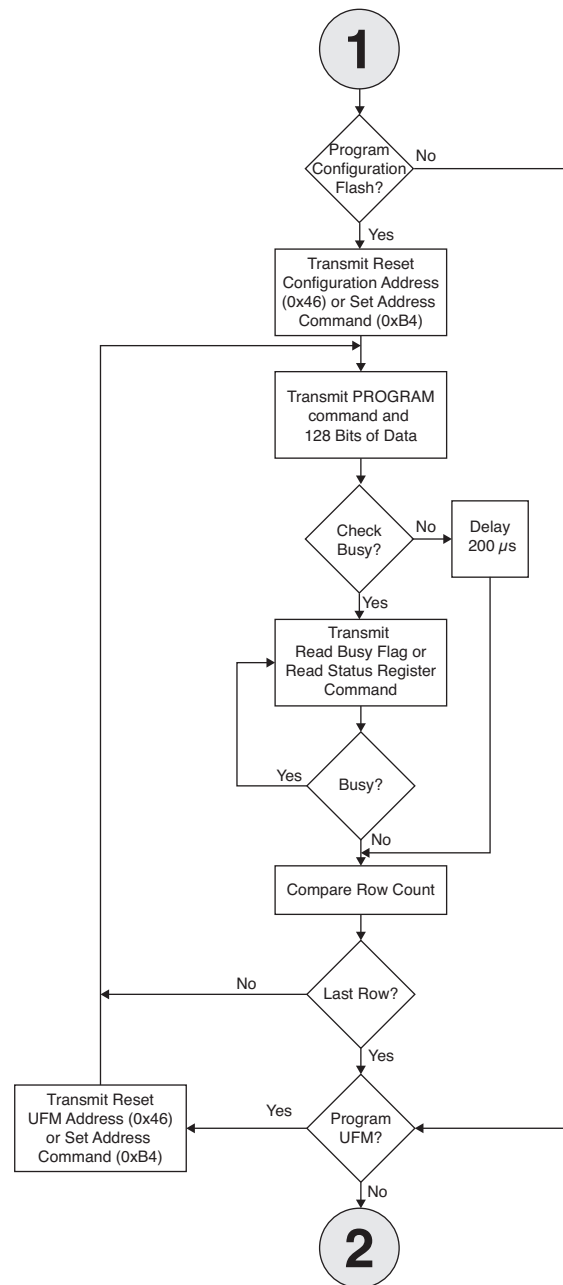 1
Program
Configuration
Flash?
No
Yes
Transmit Reset
Configuration Address
(0x46) or Set Address
Command (0xB4)
Transmit PROGRAM
command and
128 Bits of Data
Check
Busy?
No
Delay
200 µs
Yes
Transmit
Read Busy Flag or
Read Status Register
Command
Yes
Busy?
No
Compare Row Count
No
Last Row?
Yes
Transmit Reset
UFM Address (0x46)
or Set Address
Command (0xB4)
Yes
Program
UFM?
No
2